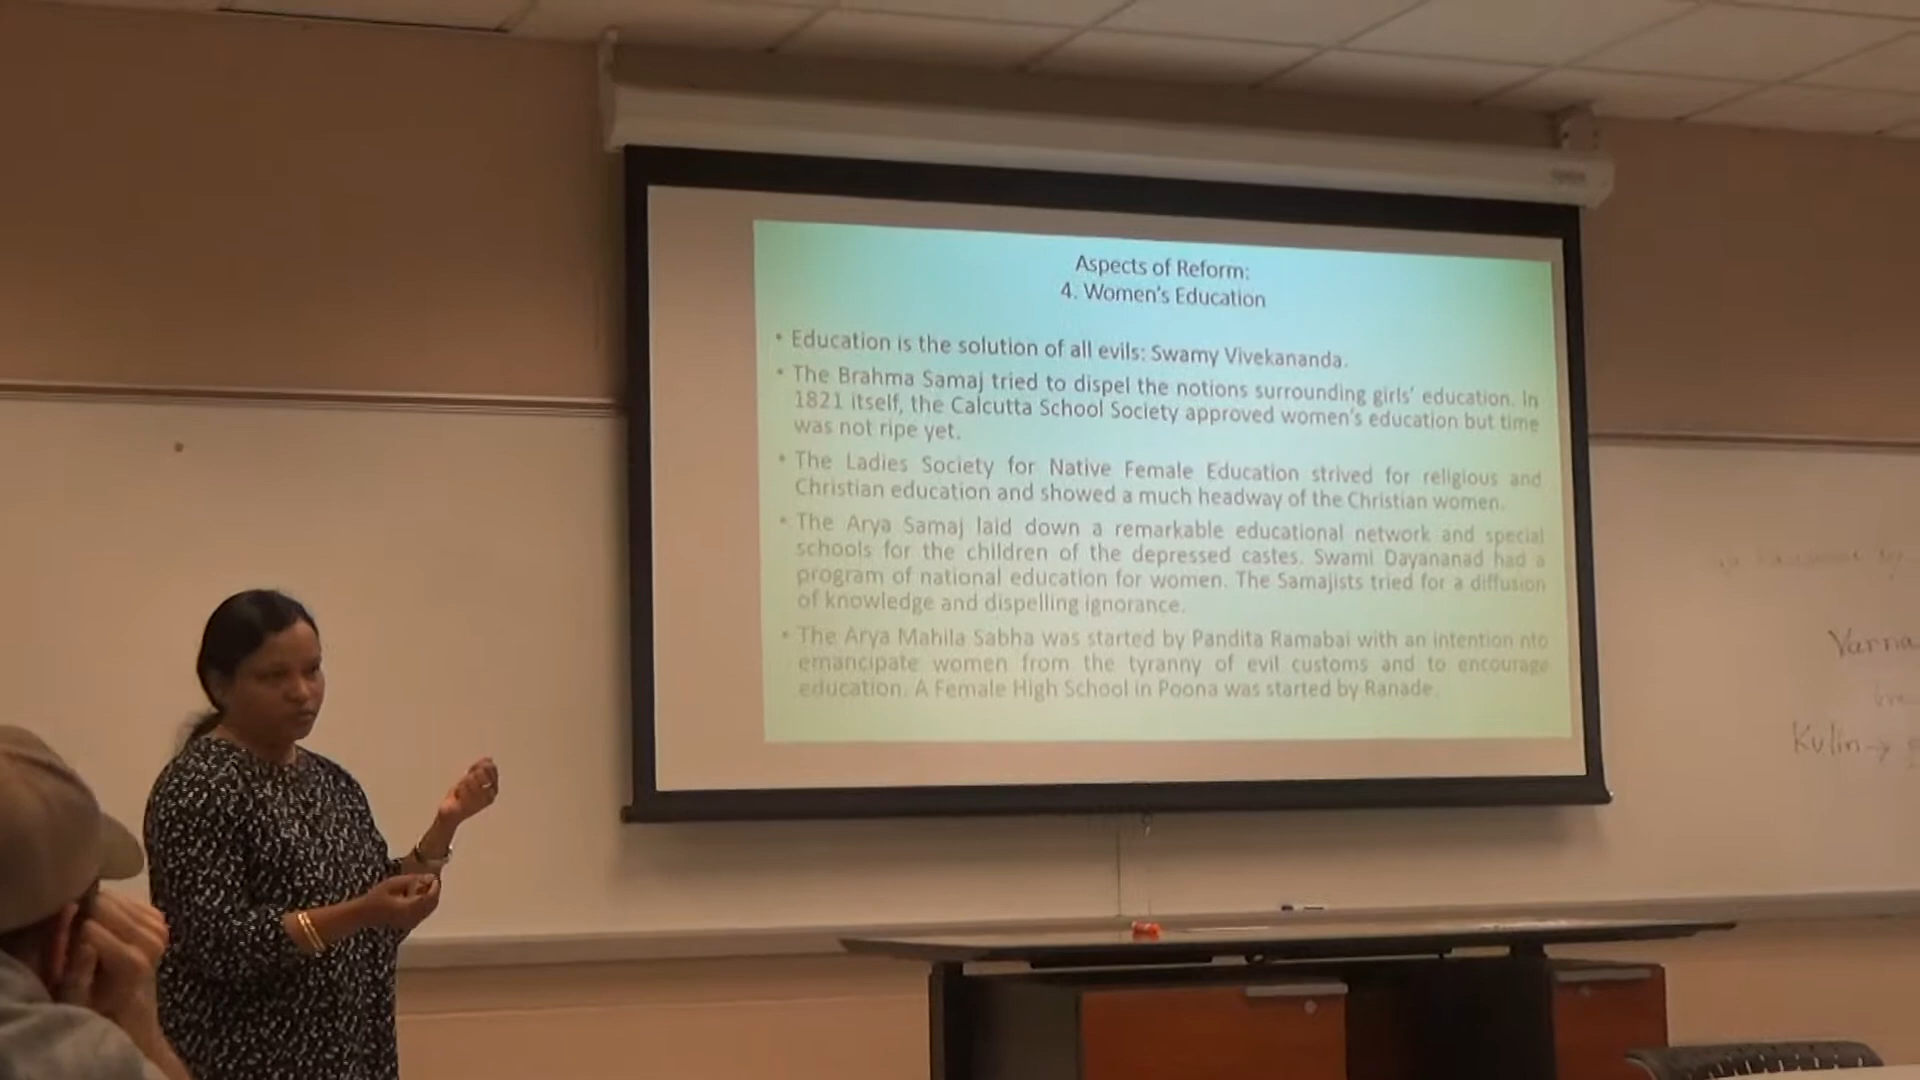 Aspects of Reform:
4. Women's Education
• Education is the solution of all evils: Swamy Vivekananda.
• The Brahma Samaj tried to dispel the notions surrounding girls' education. In
1821 itself, the Calcutta School Society approved women's education but time
was not ripe yet.
• The Ladies Society for Native Female Education strived for religious and
Christian education and showed a much headway of the Christian women.
• The Arya Samaj laid down a remarkable educational network and special
schools for the children of the depressed castes. Swami Dayananad had a
program of national education for women. The Samajists tried for a diffusion
of knowledge and dispelling ignorance.
• The Arya Mahila Sabha was started by Pandita Ramabai with an intention nto
emancipate women from the tyranny of evil customs and to encourage
education. A Female High School in Poona was started by Ranade.
Varna
Kulin→